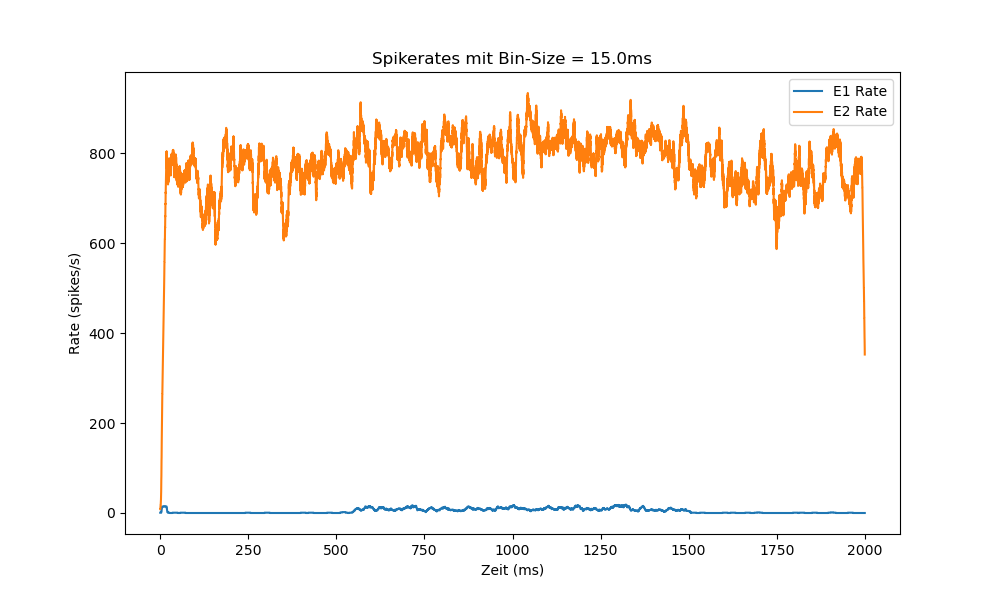 Spikerates mit Bin-Size = 15.0ms
E1 Rate
E2 Rate
Rate (spikes/s)
800
600
400
200
0
0 250 500 750 1000 1250 1500 1750 2000
Zeit (ms)